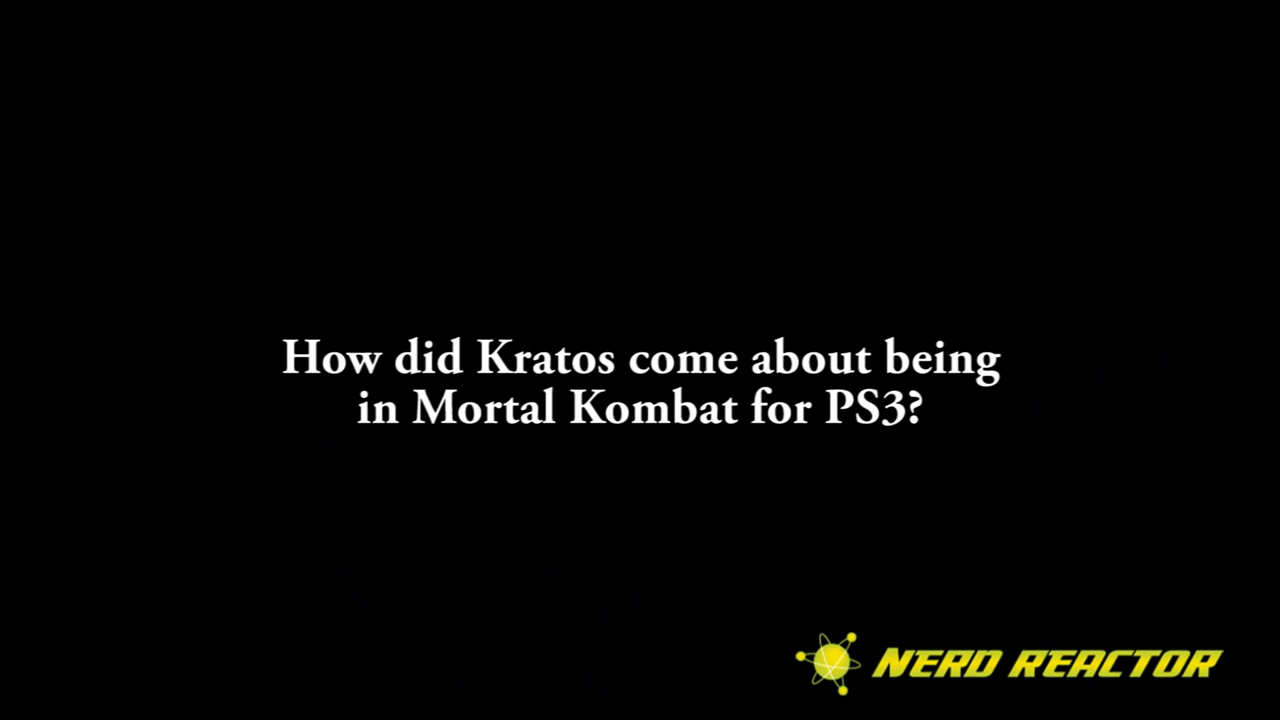 How did Kratos come about being
in Mortal Kombat for PS3?
NERD REACTOR